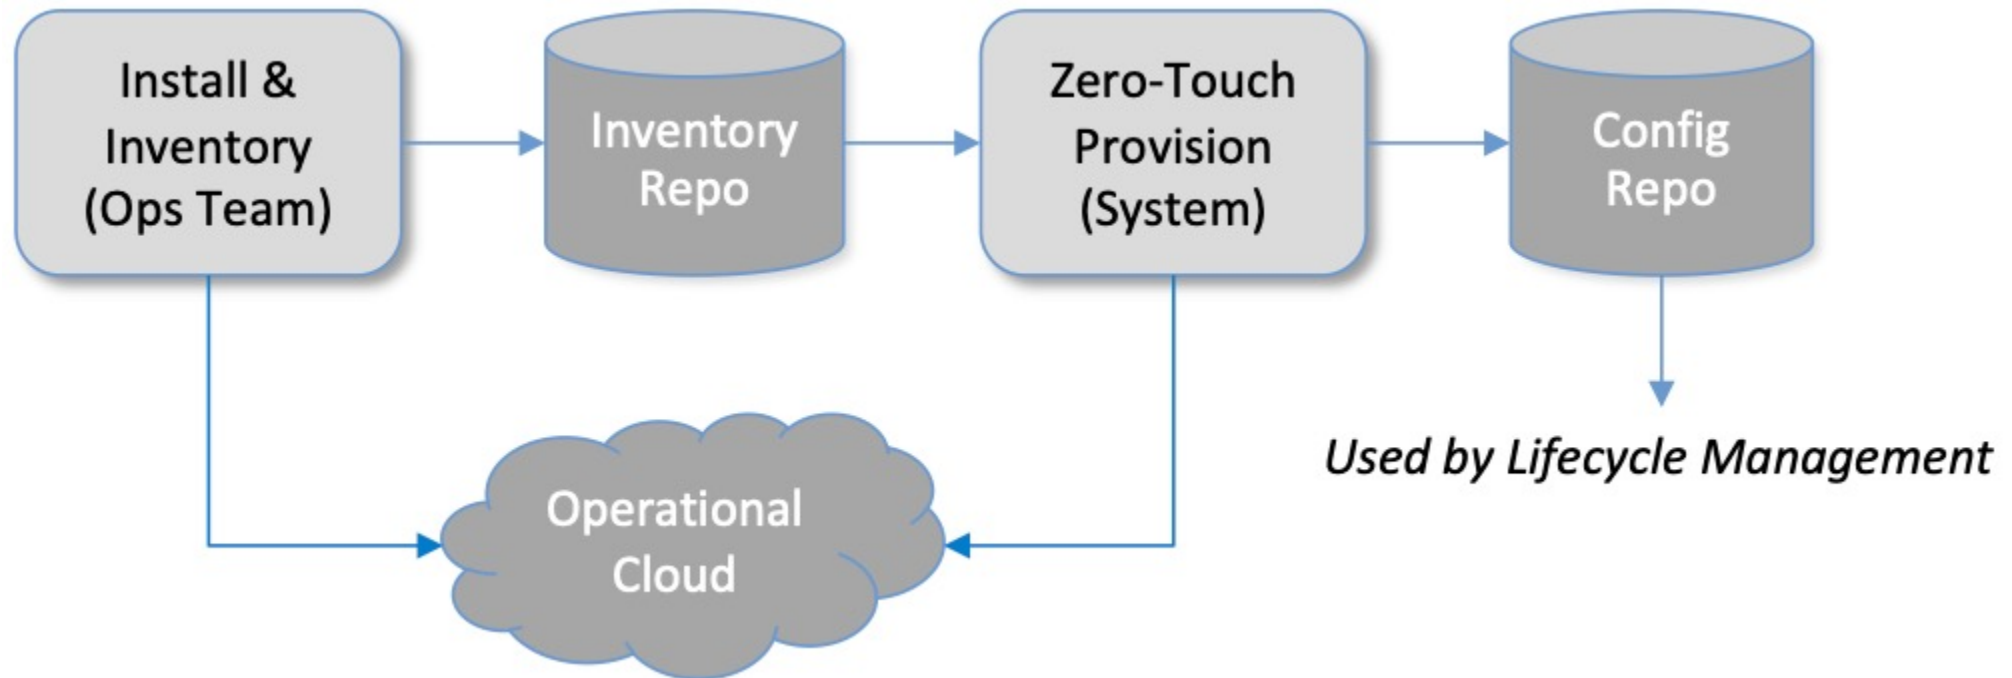 Install &
Inventory
(Ops Team)
Inventory
Repo
Zero-Touch
Provision
(System)
Config
Repo
Used by Lifecycle Management
Operational
Cloud